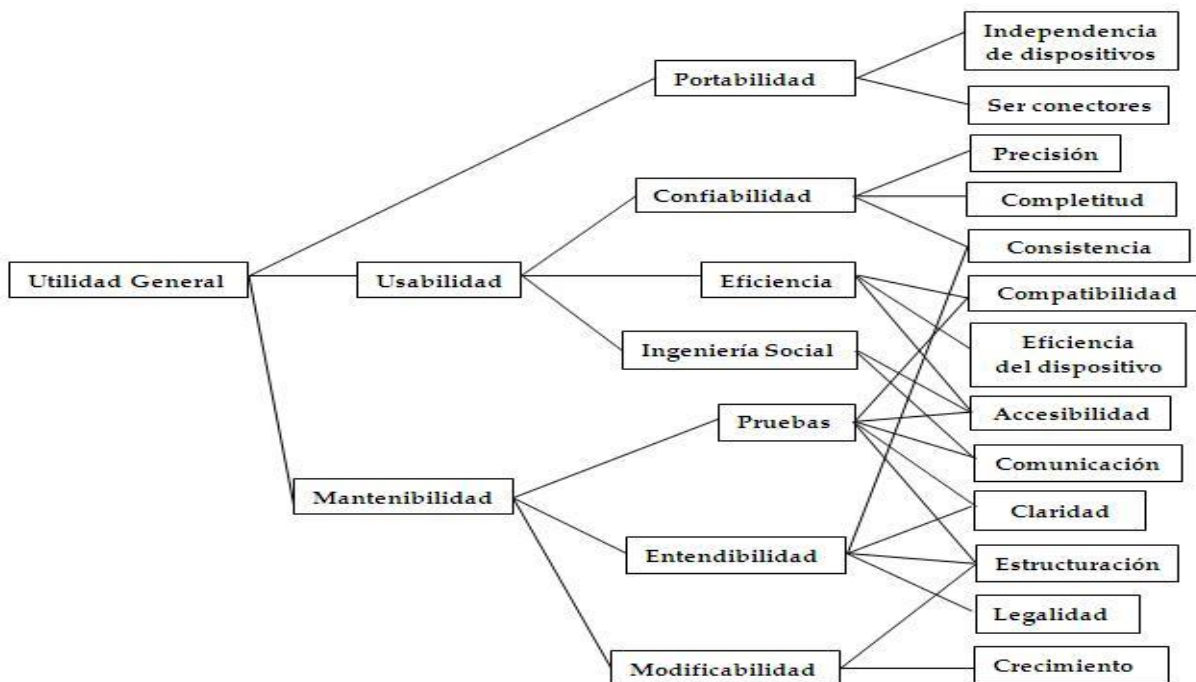 Independencia
de dispositivos
Portabilidad
Ser conectores
Precisión
Confiabilidad
Completitud
Consistencia
Utilidad General
Usabilidad
Eficiencia
Compatibilidad
Ingeniería Social
Eficiencia
del dispositivo
Pruebas
Accesibilidad
Comunicación
Mantenibilidad
Claridad
Entendibilidad
Estructuración
Legalidad
Modificabilidad
Crecimiento